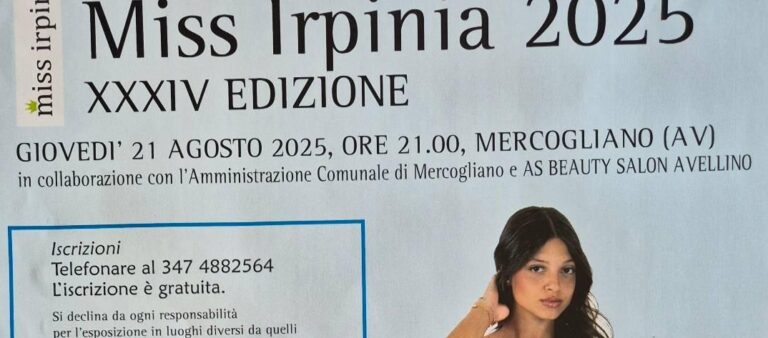 miss irpin
Miss Irpinia 2025
XXXIV EDIZIONE
GIOVEDI' 21 AGOSTO 2025, ORE 21.00, MERCOGLIANO (AV)
in collaborazione con l'Amministrazione Comunale di Mercogliano e AS BEAUTY SALON AVELLINO
Iscrizioni
Telefonare al 347 4882564
L'iscrizione è gratuita.
Si declina da ogni responsabilità
per l'esposizione in luoghi diversi da quelli